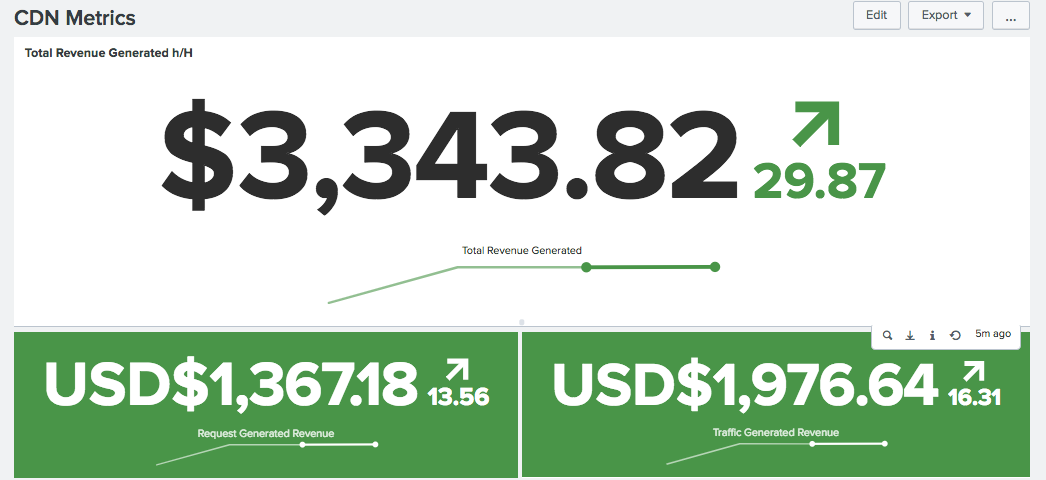 CDN Metrics
Edit
Export
...
Total Revenue Generated h/H
$3,343.82
29.87
Total Revenue Generated
5m ago
USD$1,367.18
13.56
Request Generated Revenue
USD$1,976.64
16.31
Traffic Generated Revenue